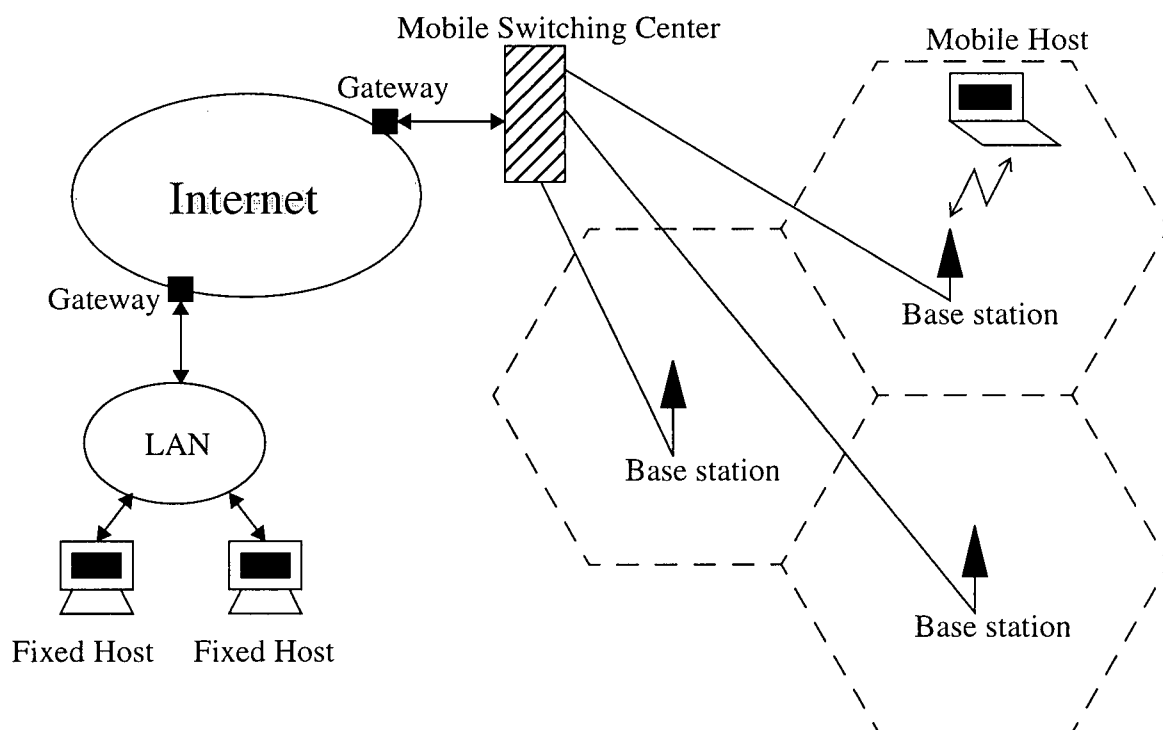 Mobile Switching Center
Mobile Host
Gateway
Internet
Gateway
Base station
LAN
Base station
Base station
Fixed Host
Fixed Host